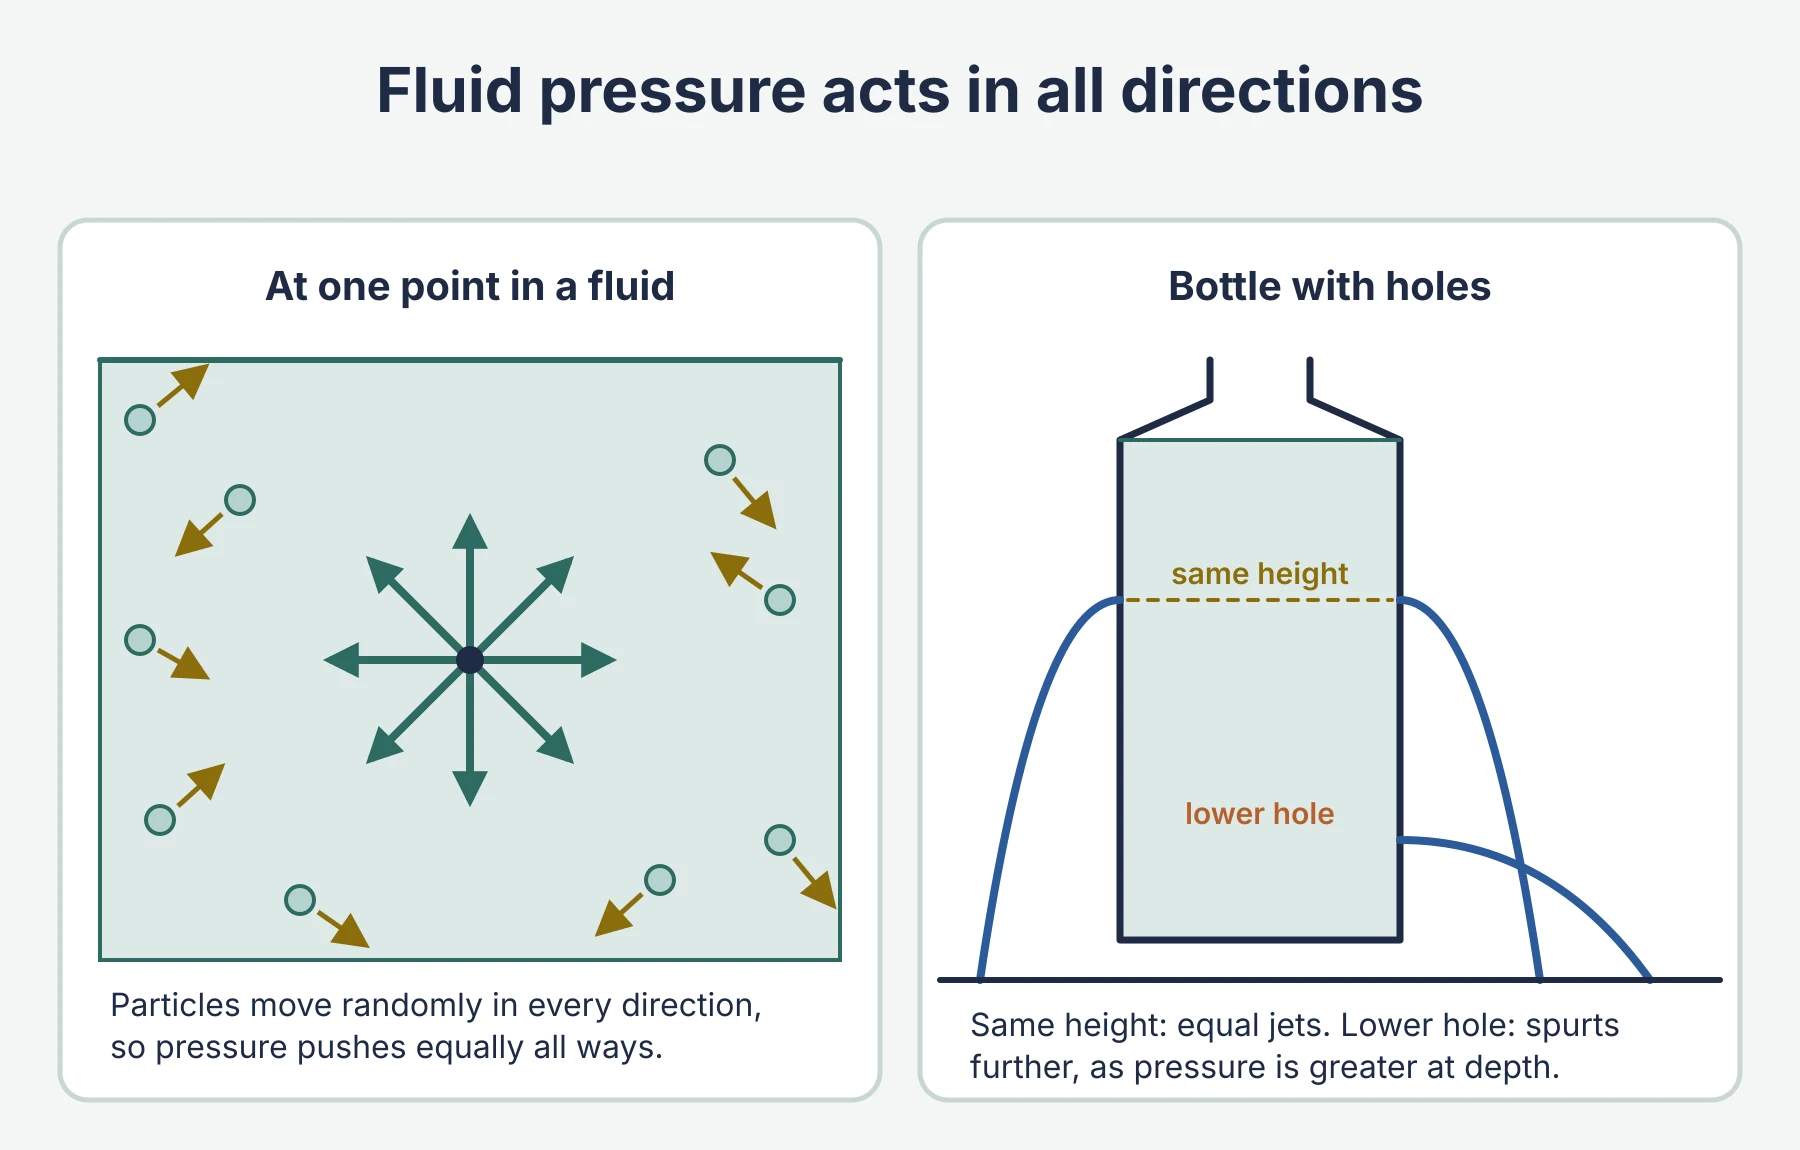 Fluid pressure acts in all directions
At one point in a fluid
Particles move randomly in every direction,
so pressure pushes equally all ways.
Bottle with holes
same height
lower hole
Same height: equal jets. Lower hole: spurts
further, as pressure is greater at depth.